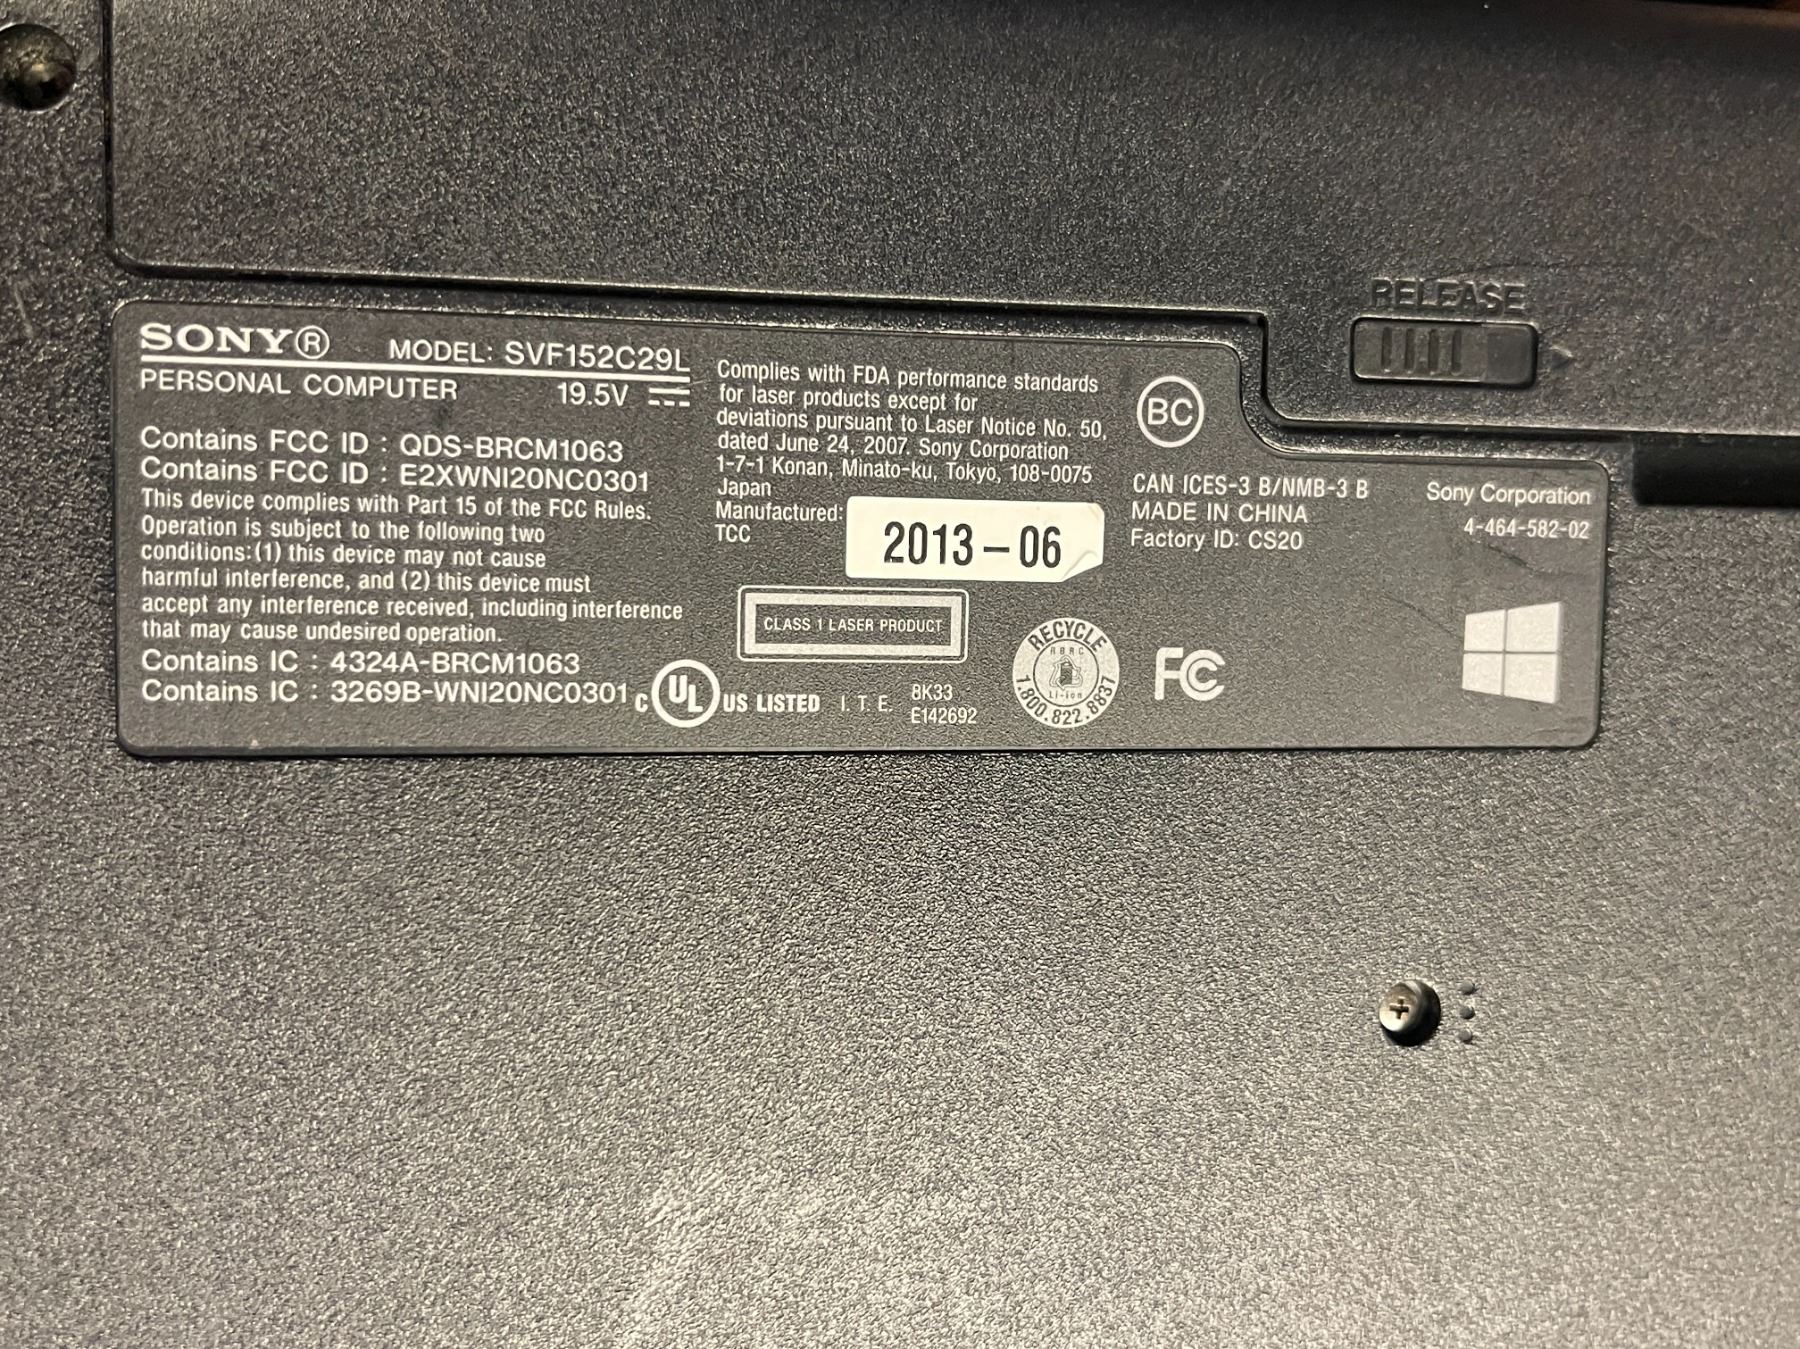 RELEASE
SONY® MODEL: SVF152C29L
PERSONAL COMPUTER 19.5V
Contains FCC ID : QDS-BRCM1063
Contains FCC ID : E2XWNI20NC0301
This device complies with Part 15 of the FCC Rules.
Operation is subject to the following two
conditions:(1) this device may not cause
harmful interference, and (2) this device must
accept any interference received, including interference
that may cause undesired operation.
Contains IC : 4324A-BRCM1063
Contains IC : 3269B-WNI20NC0301
Complies with FDA performance standards
for laser products except for
deviations pursuant to Laser Notice No. 50,
dated June 24, 2007. Sony Corporation
1-7-1 Konan, Minato-ku, Tokyo, 108-0075
Japan
Manufactured: 2013-06
TCC
CLASS 1 LASER PRODUCT
c UL US LISTED I.T.E. 8K33
E142692
BC
CAN ICES-3 B/NMB-3 B
MADE IN CHINA
Factory ID: CS20
RECYCLE
RBRC
Li-ion
1.800.822.8837
FC
Sony Corporation
4-464-582-02